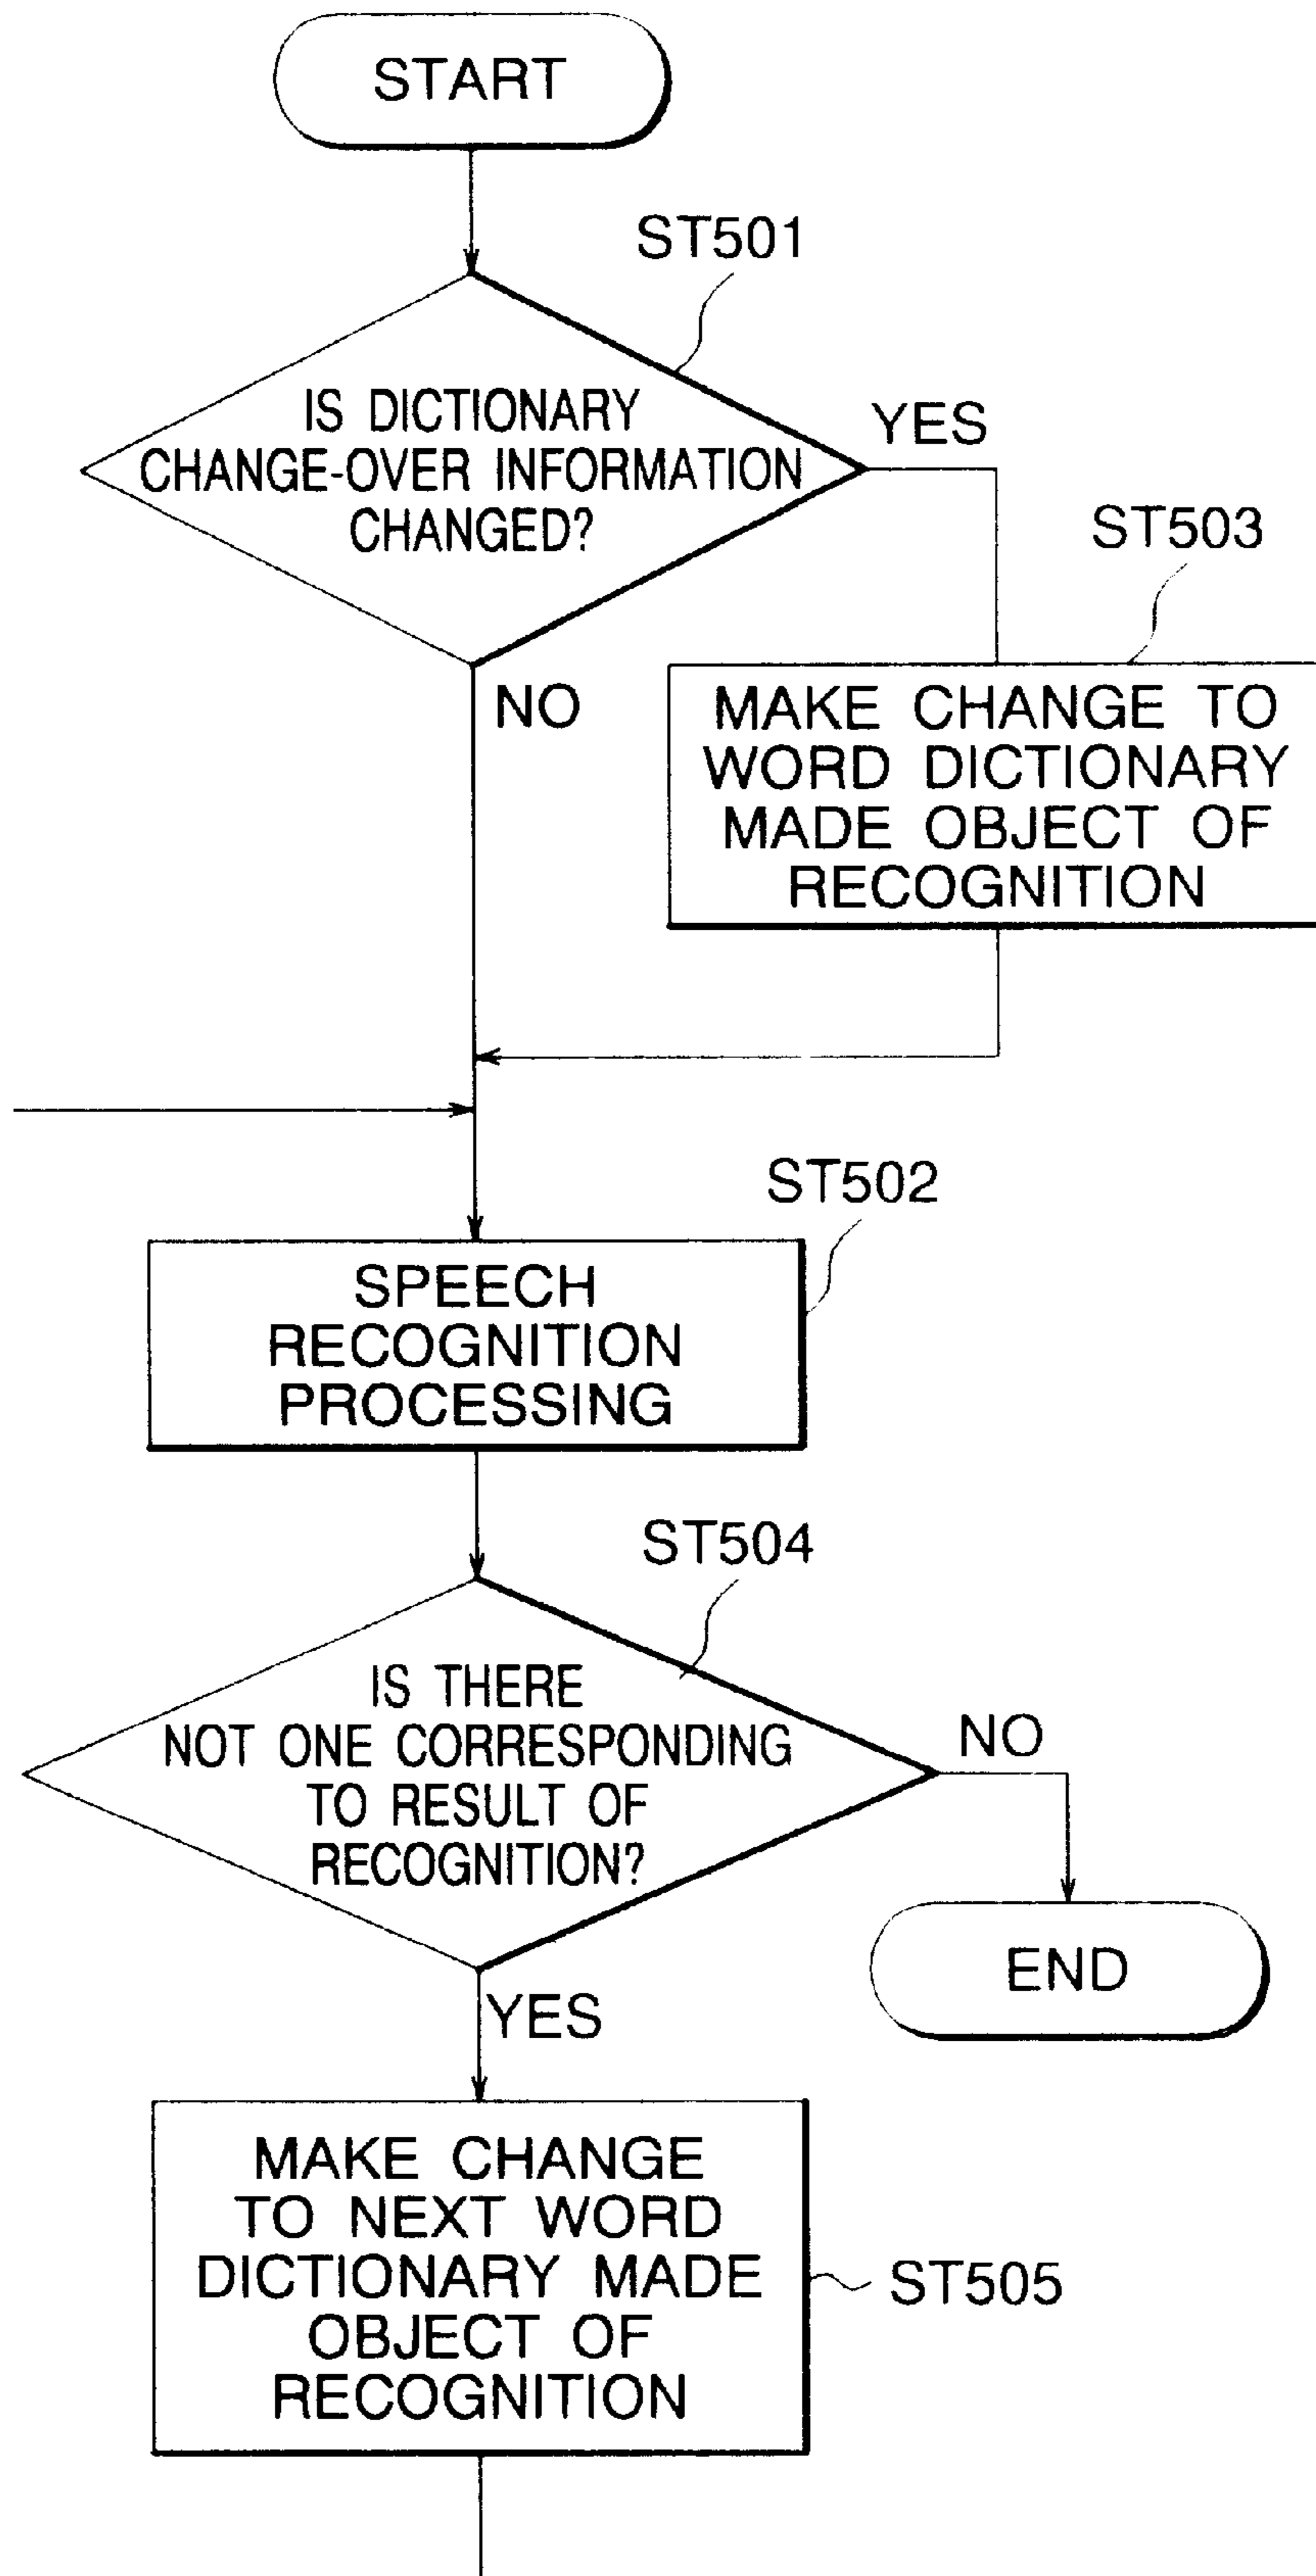 START
ST501
IS DICTIONARY
CHANGE-OVER INFORMATION
CHANGED?
YES
NO
ST503
MAKE CHANGE TO
WORD DICTIONARY
MADE OBJECT OF
RECOGNITION
ST502
SPEECH
RECOGNITION
PROCESSING
ST504
IS THERE
NOT ONE CORRESPONDING
TO RESULT OF
RECOGNITION?
NO
END
YES
MAKE CHANGE
TO NEXT WORD
DICTIONARY MADE
OBJECT OF
RECOGNITION
ST505